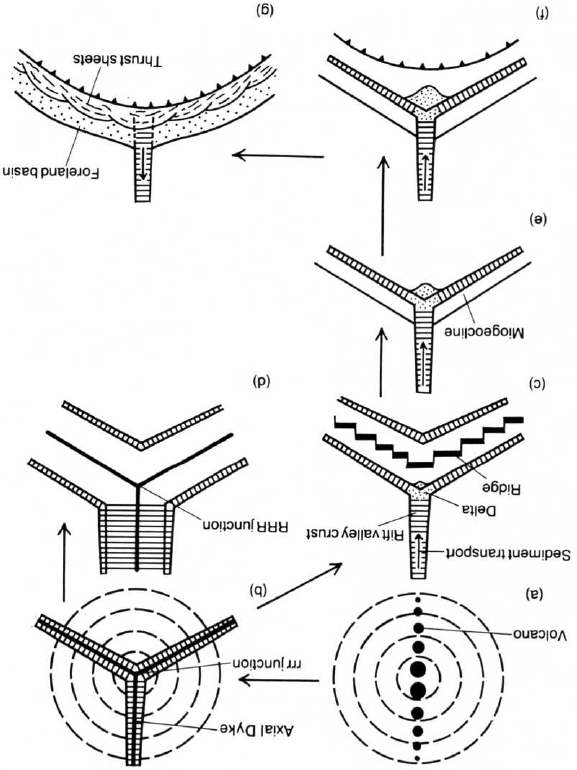 (a)
Volcano
(b)
Axial Dyke
rrr junction
(c)
Sediment transport
Rift valley crust
Delta
Ridge
(d)
RRR junction
(e)
Miogeocline
(f)
(g)
Foreland basin
Thrust sheets